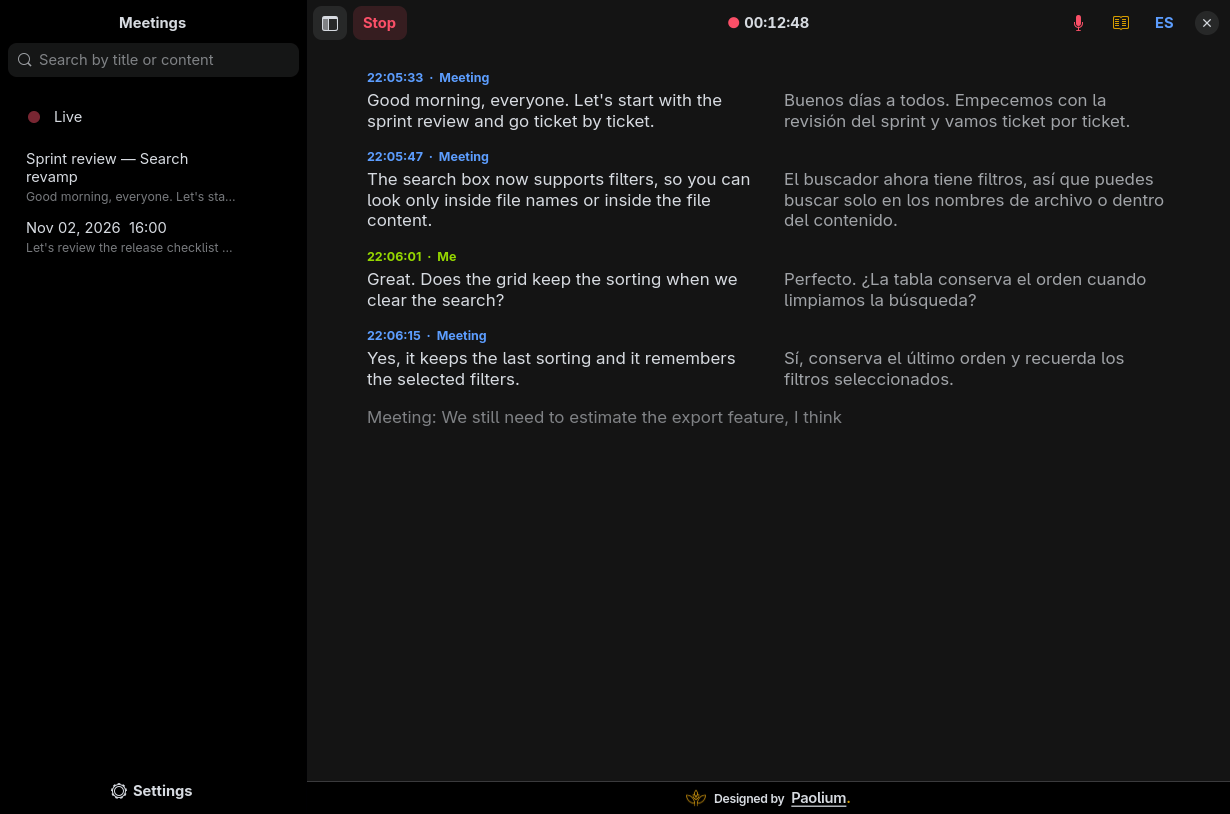 Meetings
Search by title or content
Live
Sprint review — Search
revamp
Good morning, everyone. Let's sta...
Nov 02, 2026 16:00
Let's review the release checklist ...
Settings
Stop
00:12:48
ES
22:05:33 · Meeting
Good morning, everyone. Let's start with the
sprint review and go ticket by ticket.
Buenos días a todos. Empecemos con la
revisión del sprint y vamos ticket por ticket.
22:05:47 · Meeting
The search box now supports filters, so you can
look only inside file names or inside the file
content.
El buscador ahora tiene filtros, así que puedes
buscar solo en los nombres de archivo o dentro
del contenido.
22:06:01 · Me
Great. Does the grid keep the sorting when we
clear the search?
Perfecto. ¿La tabla conserva el orden cuando
limpiamos la búsqueda?
22:06:15 · Meeting
Yes, it keeps the last sorting and it remembers
the selected filters.
Sí, conserva el último orden y recuerda los
filtros seleccionados.
Meeting: We still need to estimate the export feature, I think
Designed by Paolium.